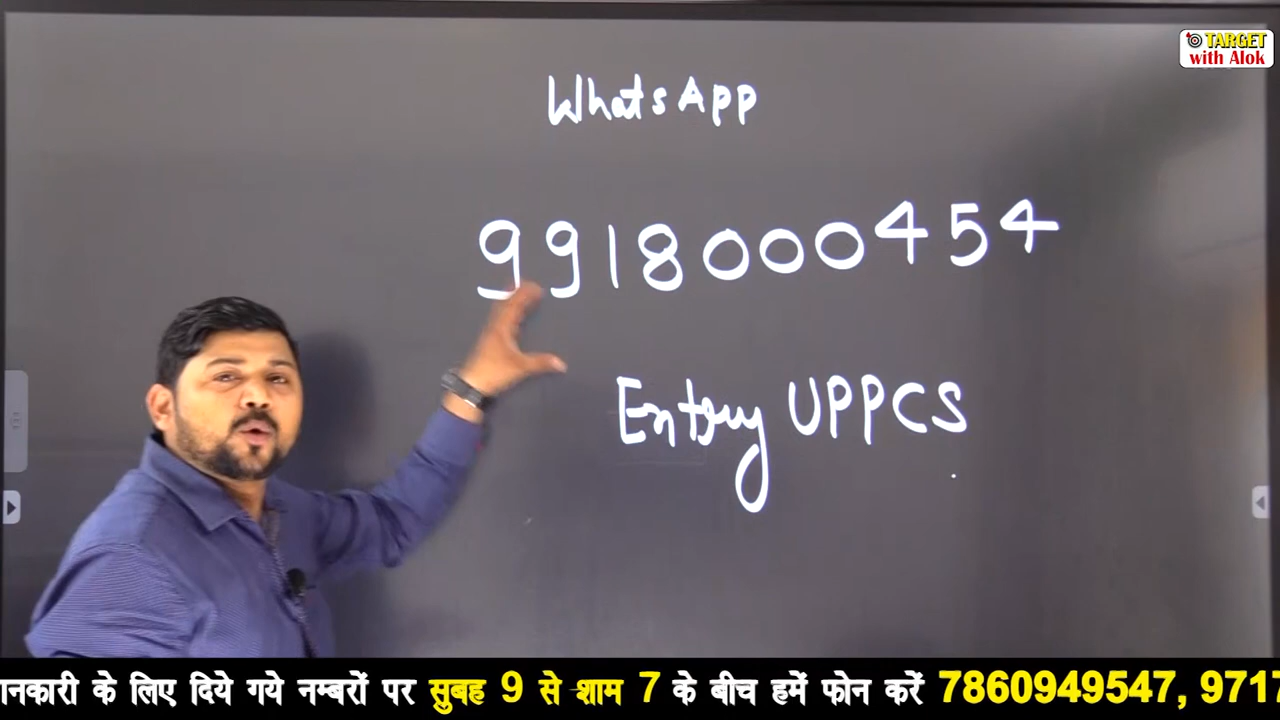 TARGET
with Alok
WhatsApp
9918000454
Entry UPPCS
ानकारी के लिए दिये गये नम्बरों पर सुबह 9 से शाम 7 के बीच हमें फोन करें 7860949547, 9717